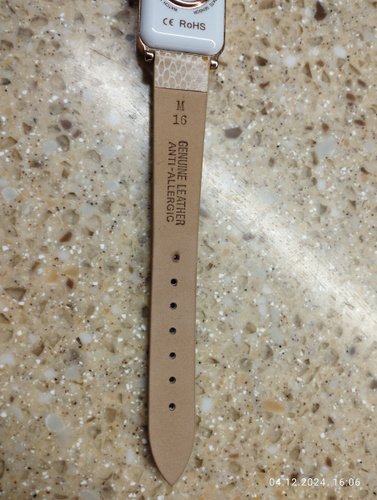 CE RoHS
M
16
GENUINE LEATHER
ANTI-ALLERGIC
04.12.2024 16:06